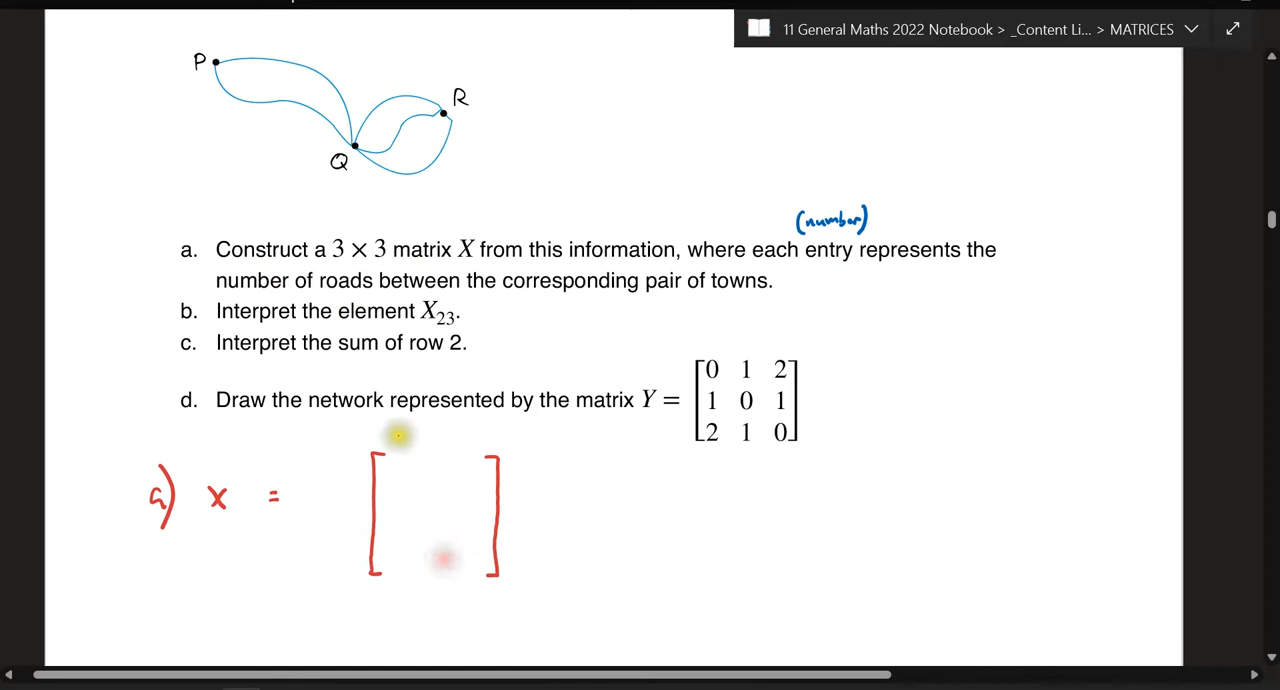 11 General Maths 2022 Notebook > _Content Li... > MATRICES
P
R
Q
(number)
a. Construct a 3 × 3 matrix X from this information, where each entry represents the
number of roads between the corresponding pair of towns.
b. Interpret the element X₂₃.
c. Interpret the sum of row 2.
d. Draw the network represented by the matrix Y = [0 1 2
1 0 1
2 1 0]
a) x = [ ]